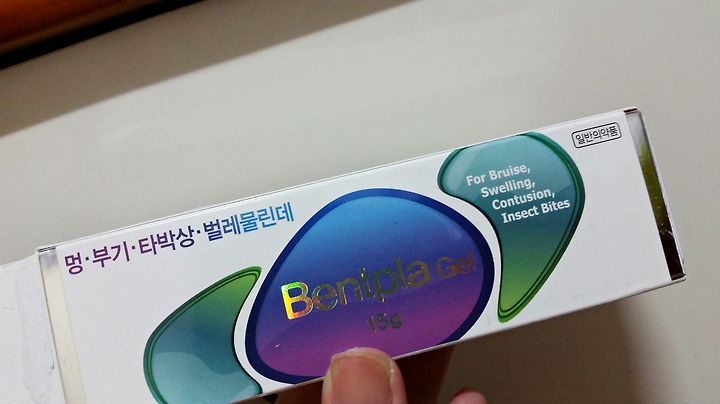 일반의약품
For Bruise,
Swelling,
Contusion,
Insect Bites
멍·부기·타박상·벌레물린데
Bentpla Gel
15g